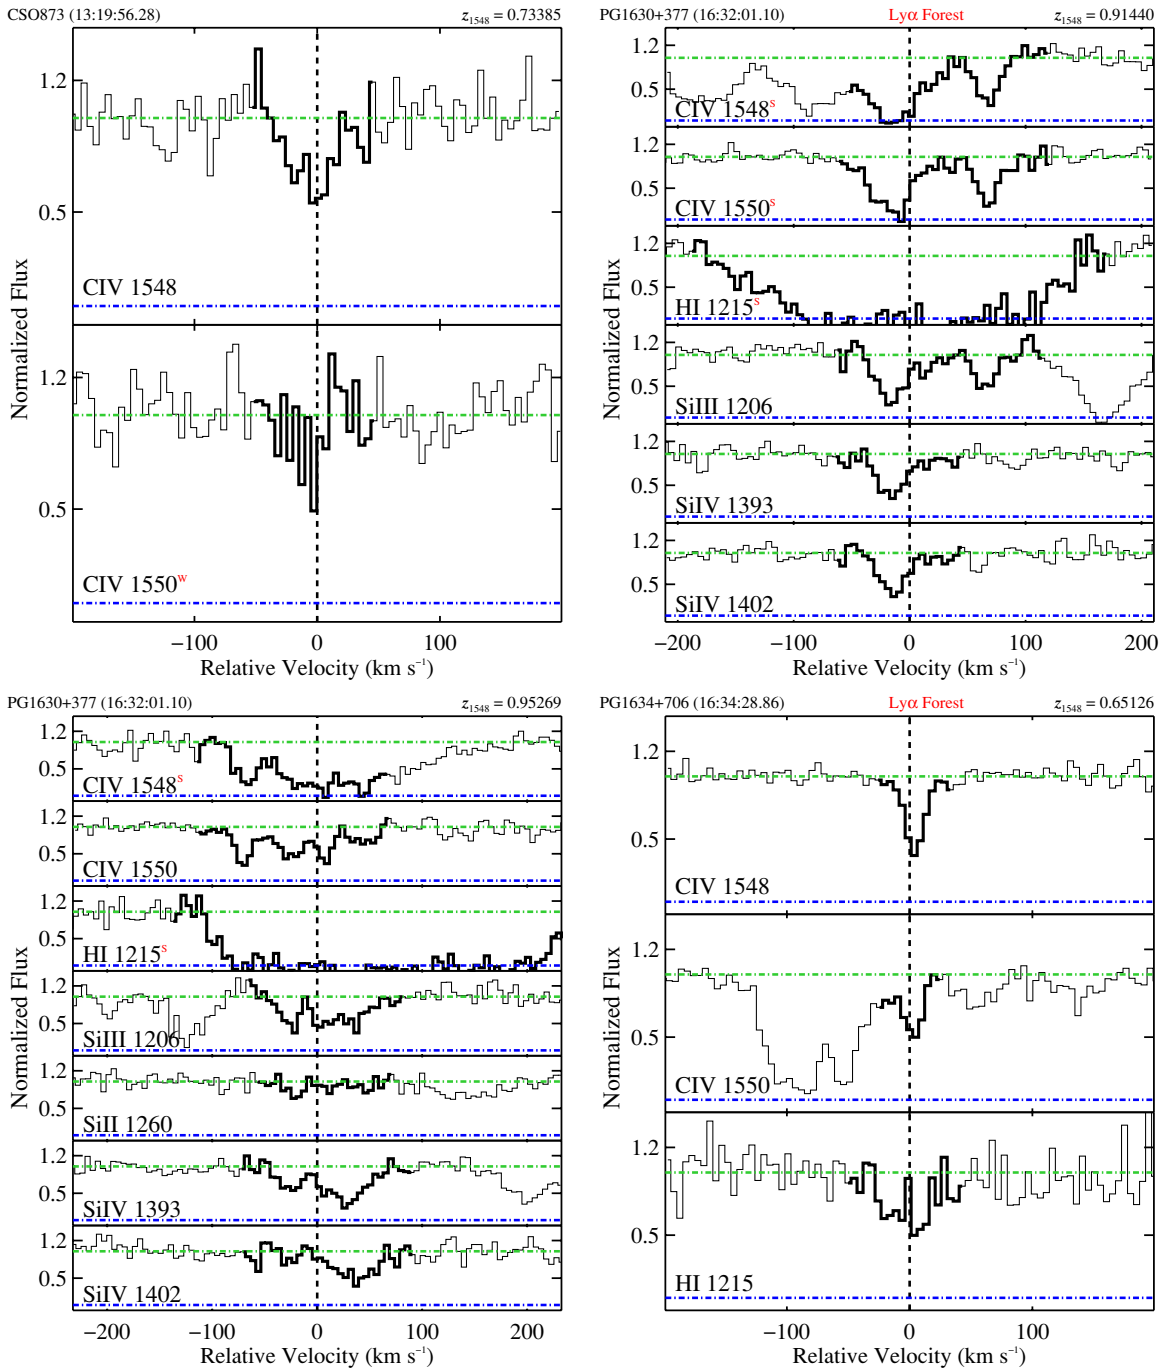 CSO873 (13:19:56.28) z1548 = 0.73385
1.2
0.5
CIV 1548
1.2
0.5
CIV 1550w
Normalized Flux
−100 0 100
Relative Velocity (km s−1)
PG1630+377 (16:32:01.10) Lyα Forest z1548 = 0.91440
1.2
0.5
CIV 1548s
1.2
0.5
CIV 1550s
1.2
0.5
HI 1215s
1.2
0.5
SiIII 1206
1.2
0.5
SiIV 1393
1.2
0.5
SiIV 1402
Normalized Flux
−200 −100 0 100 200
Relative Velocity (km s−1)
PG1630+377 (16:32:01.10) z1548 = 0.95269
1.2
0.5
CIV 1548s
1.2
0.5
CIV 1550
1.2
0.5
HI 1215s
1.2
0.5
SiIII 1206
1.2
0.5
SiII 1260
1.2
0.5
SiIV 1393
1.2
0.5
SiIV 1402
Normalized Flux
−200 −100 0 100 200
Relative Velocity (km s−1)
PG1634+706 (16:34:28.86) Lyα Forest z1548 = 0.65126
1.2
0.5
CIV 1548
1.2
0.5
CIV 1550
1.2
0.5
HI 1215
Normalized Flux
−100 0 100
Relative Velocity (km s−1)